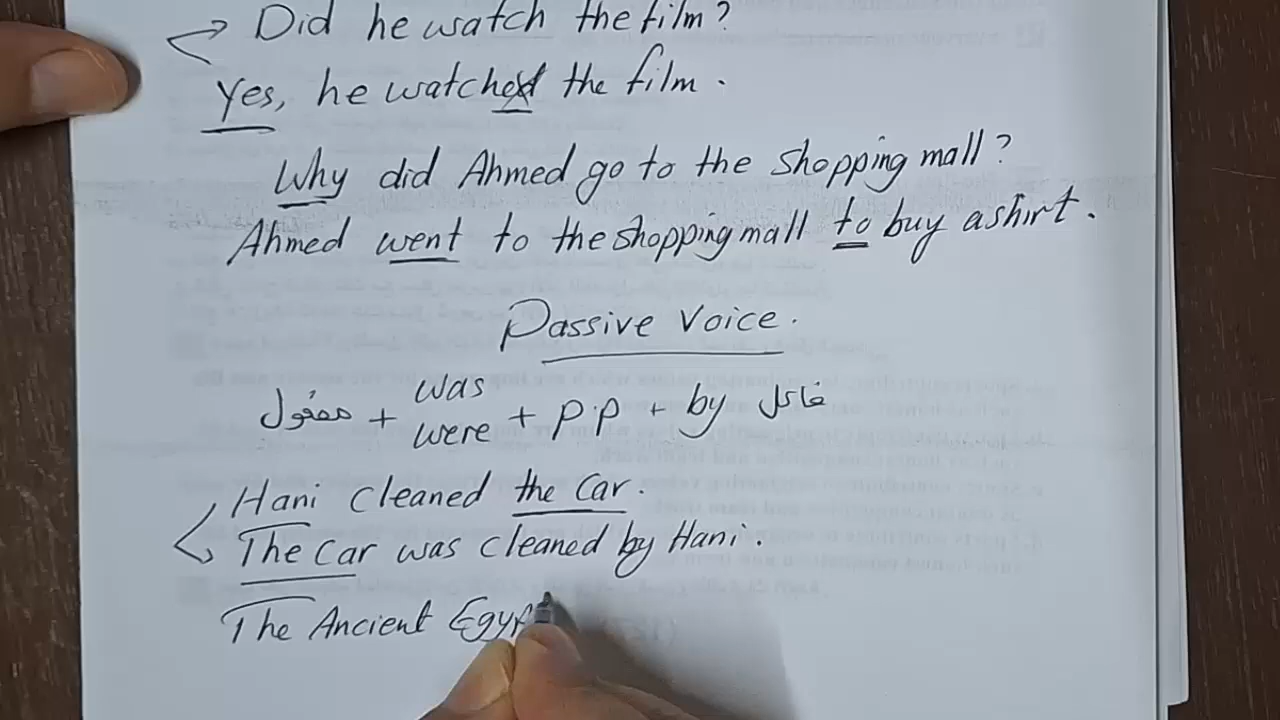 Did he watch the film?
Yes, he watched the film.
Why did Ahmed go to the shopping mall?
Ahmed went to the shopping mall to buy a shirt.
Passive Voice.
مفعول + was were + p.p + by فاعل
Hani cleaned the car.
The car was cleaned by Hani.
The Ancient Egyp